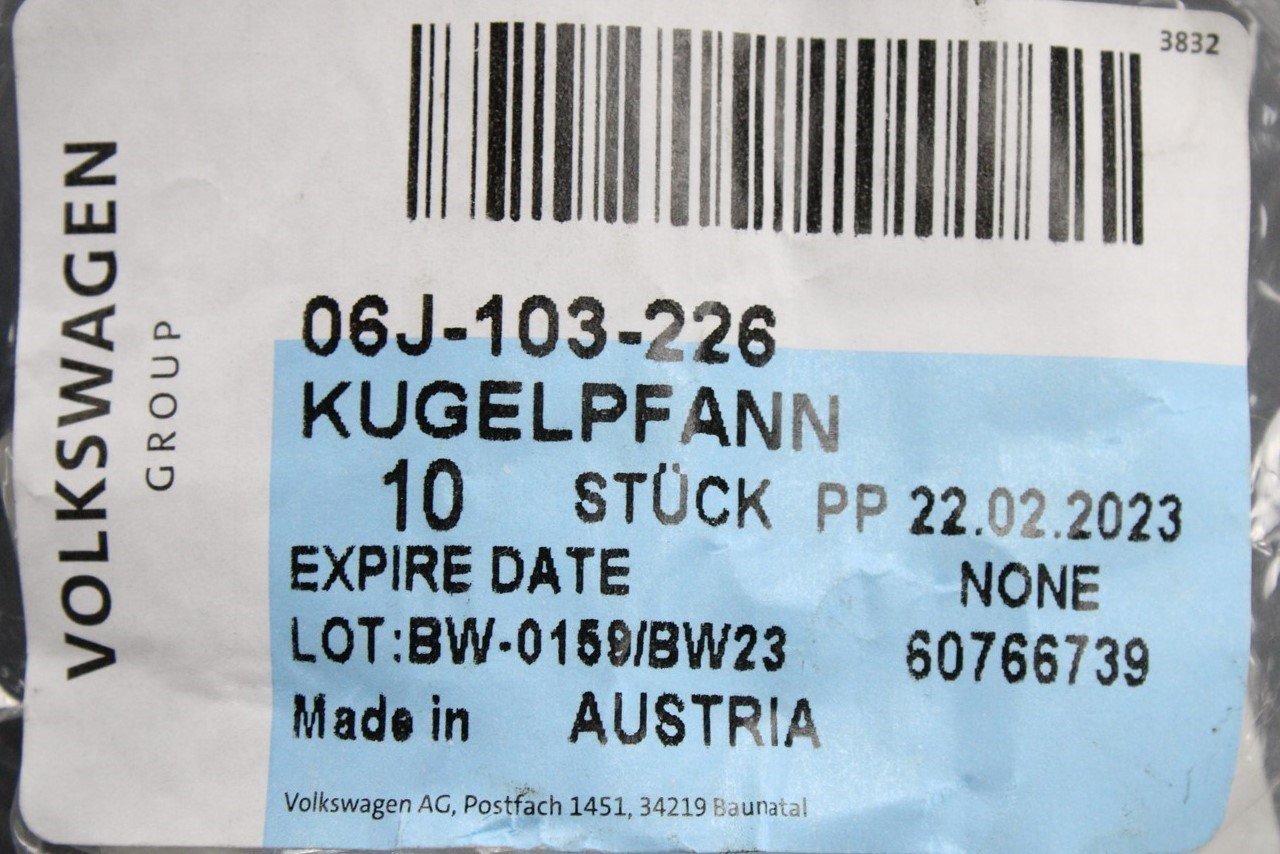 3832
VOLKSWAGEN
GROUP
06J-103-226
KUGELPFANN
10 STÜCK PP 22.02.2023
EXPIRE DATE NONE
LOT:BW-0159/BW23 60766739
Made in AUSTRIA
Volkswagen AG, Postfach 1451, 34219 Baunatal